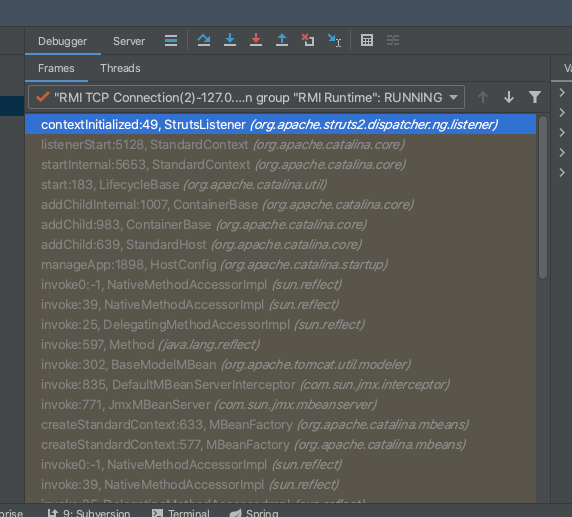 Debugger Server
Frames Threads
"RMI TCP Connection(2)-127.0....n group "RMI Runtime": RUNNING
contextInitialized:49, StrutsListener (org.apache.struts2.dispatcher.ng.listener)
listenerStart:5128, StandardContext (org.apache.catalina.core)
startInternal:5653, StandardContext (org.apache.catalina.core)
start:183, LifecycleBase (org.apache.catalina.util)
addChildInternal:1007, ContainerBase (org.apache.catalina.core)
addChild:983, ContainerBase (org.apache.catalina.core)
addChild:639, StandardHost (org.apache.catalina.core)
manageApp:1898, HostConfig (org.apache.catalina.startup)
invoke0:-1, NativeMethodAccessorImpl (sun.reflect)
invoke:39, NativeMethodAccessorImpl (sun.reflect)
invoke:25, DelegatingMethodAccessorImpl (sun.reflect)
invoke:597, Method (java.lang.reflect)
invoke:302, BaseModelMBean (org.apache.tomcat.util.modeler)
invoke:835, DefaultMBeanServerInterceptor (com.sun.jmx.interceptor)
invoke:771, JmxMBeanServer (com.sun.jmx.mbeanserver)
createStandardContext:633, MBeanFactory (org.apache.catalina.mbeans)
createStandardContext:577, MBeanFactory (org.apache.catalina.mbeans)
invoke0:-1, NativeMethodAccessorImpl (sun.reflect)
invoke:39, NativeMethodAccessorImpl (sun.reflect)
invoke:25, DelegatingMethodAccessorImpl (sun.reflect)
9: Subversion Terminal Spring